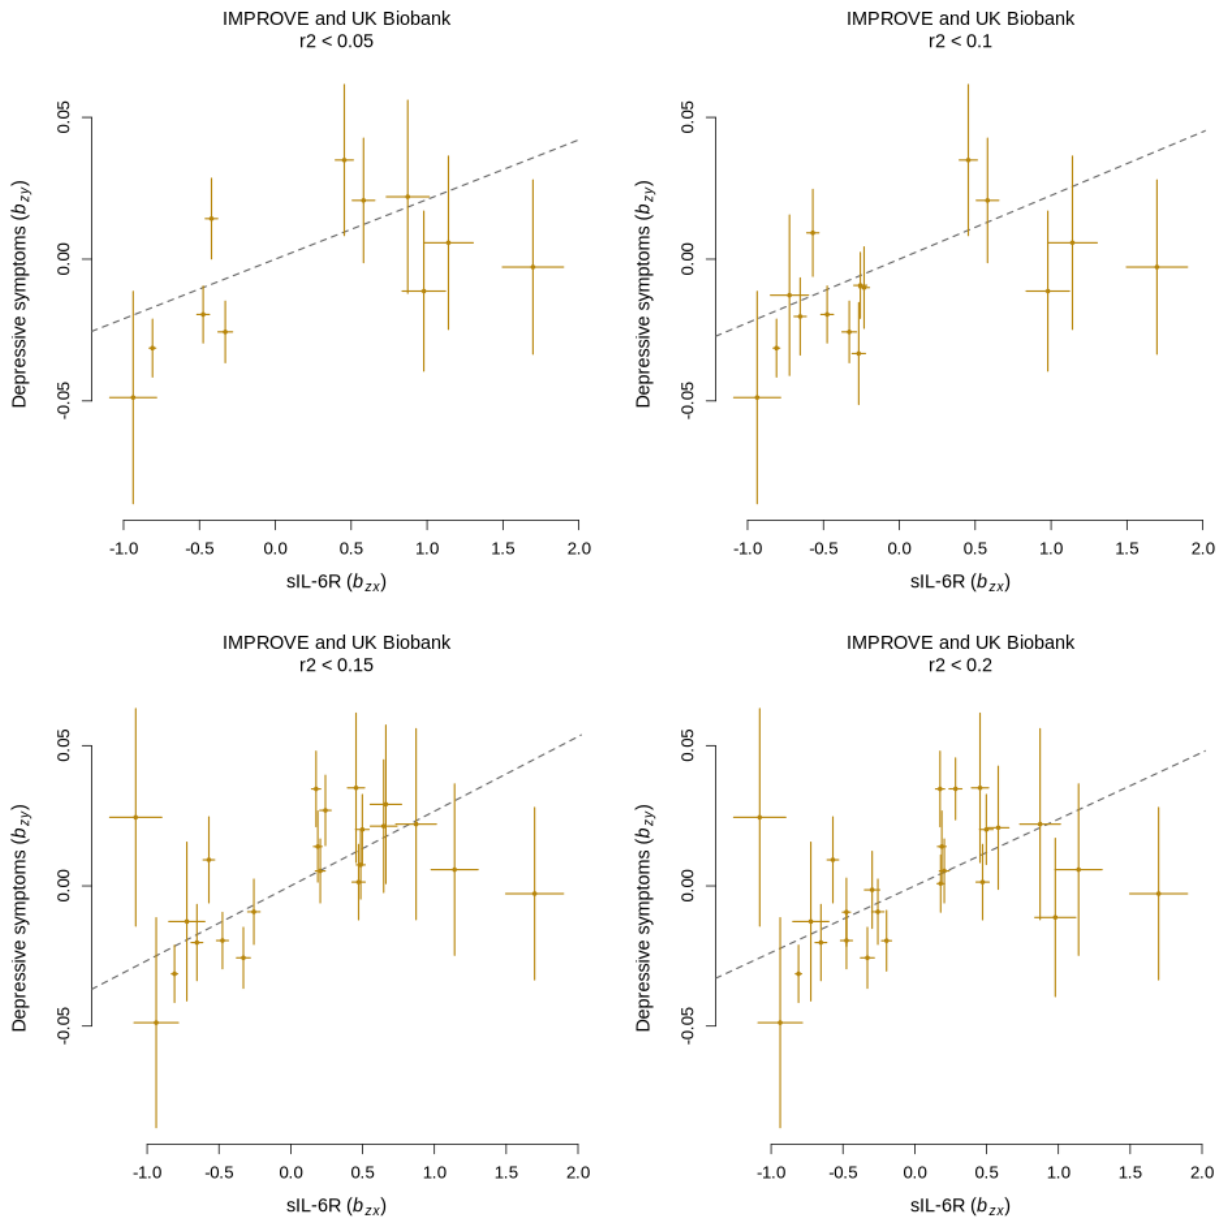 IMPROVE and UK Biobank
r2 < 0.05
Depressive symptoms (bzy)
0.05
0.00
-0.05
-1.0 -0.5 0.0 0.5 1.0 1.5 2.0
sIL-6R (bzx)
IMPROVE and UK Biobank
r2 < 0.1
Depressive symptoms (bzy)
0.05
0.00
-0.05
-1.0 -0.5 0.0 0.5 1.0 1.5 2.0
sIL-6R (bzx)
IMPROVE and UK Biobank
r2 < 0.15
Depressive symptoms (bzy)
0.05
0.00
-0.05
-1.0 -0.5 0.0 0.5 1.0 1.5 2.0
sIL-6R (bzx)
IMPROVE and UK Biobank
r2 < 0.2
Depressive symptoms (bzy)
0.05
0.00
-0.05
-1.0 -0.5 0.0 0.5 1.0 1.5 2.0
sIL-6R (bzx)